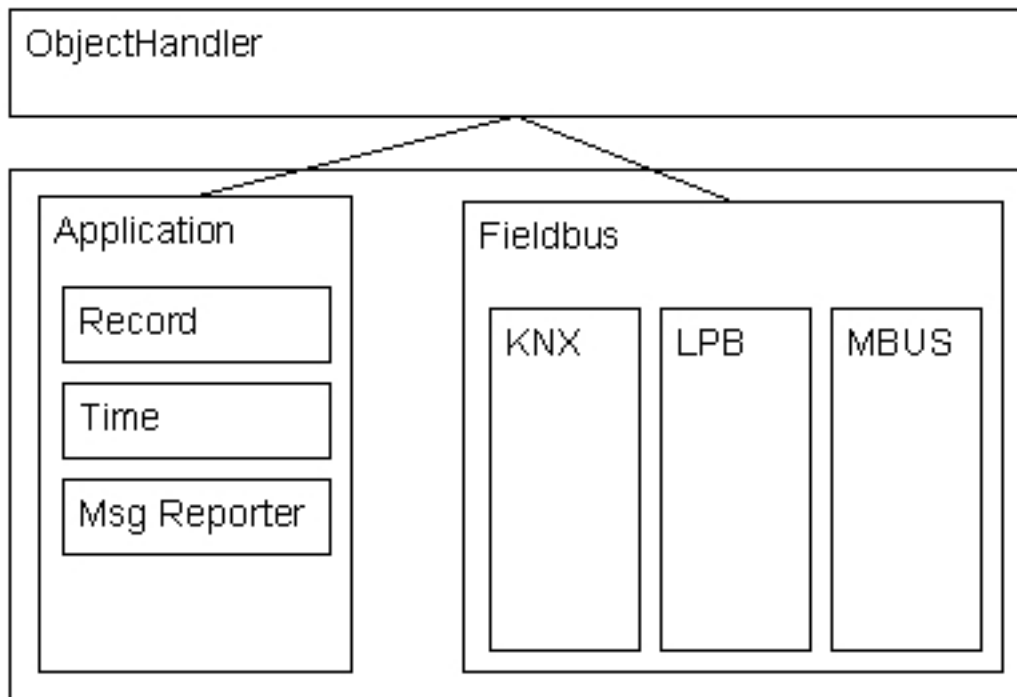 ObjectHandler
Application
Record
Time
Msg Reporter
Fieldbus
KNX
LPB
MBUS